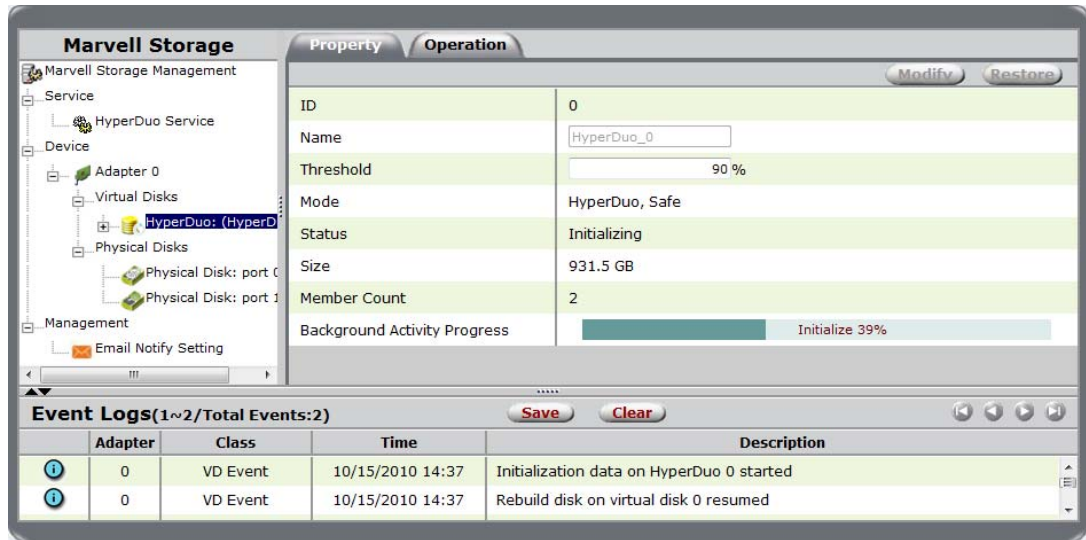 Marvell Storage
Marvell Storage Management
Service
HyperDuo Service
Device
Adapter 0
Virtual Disks
HyperDuo: (HyperD
Physical Disks
Physical Disk: port 0
Physical Disk: port 1
Management
Email Notify Setting
Property
Operation
Modify
Restore
ID
0
Name
HyperDuo_0
Threshold
90 %
Mode
HyperDuo, Safe
Status
Initializing
Size
931.5 GB
Member Count
2
Background Activity Progress
Initialize 39%
Event Logs(1~2/Total Events:2)
Save
Clear
Adapter Class Time Description
0 VD Event 10/15/2010 14:37 Initialization data on HyperDuo 0 started
0 VD Event 10/15/2010 14:37 Rebuild disk on virtual disk 0 resumed